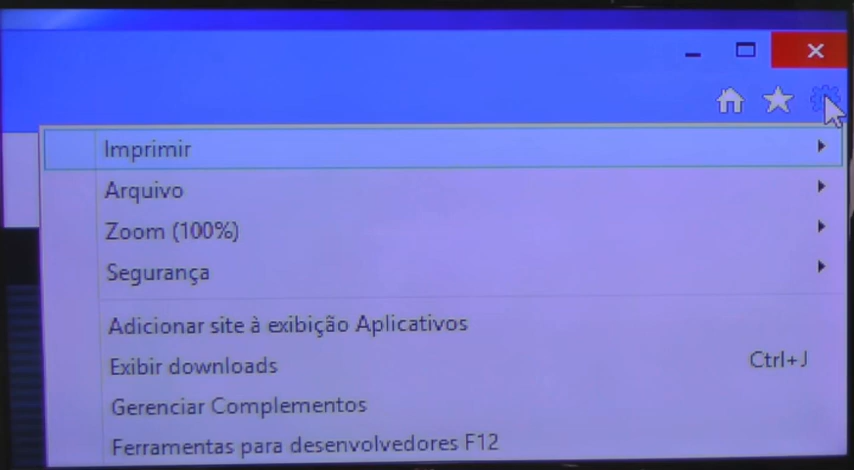 Imprimir
Arquivo
Zoom (100%)
Segurança
Adicionar site à exibição Aplicativos
Exibir downloads Ctrl+J
Gerenciar Complementos
Ferramentas para desenvolvedores F12